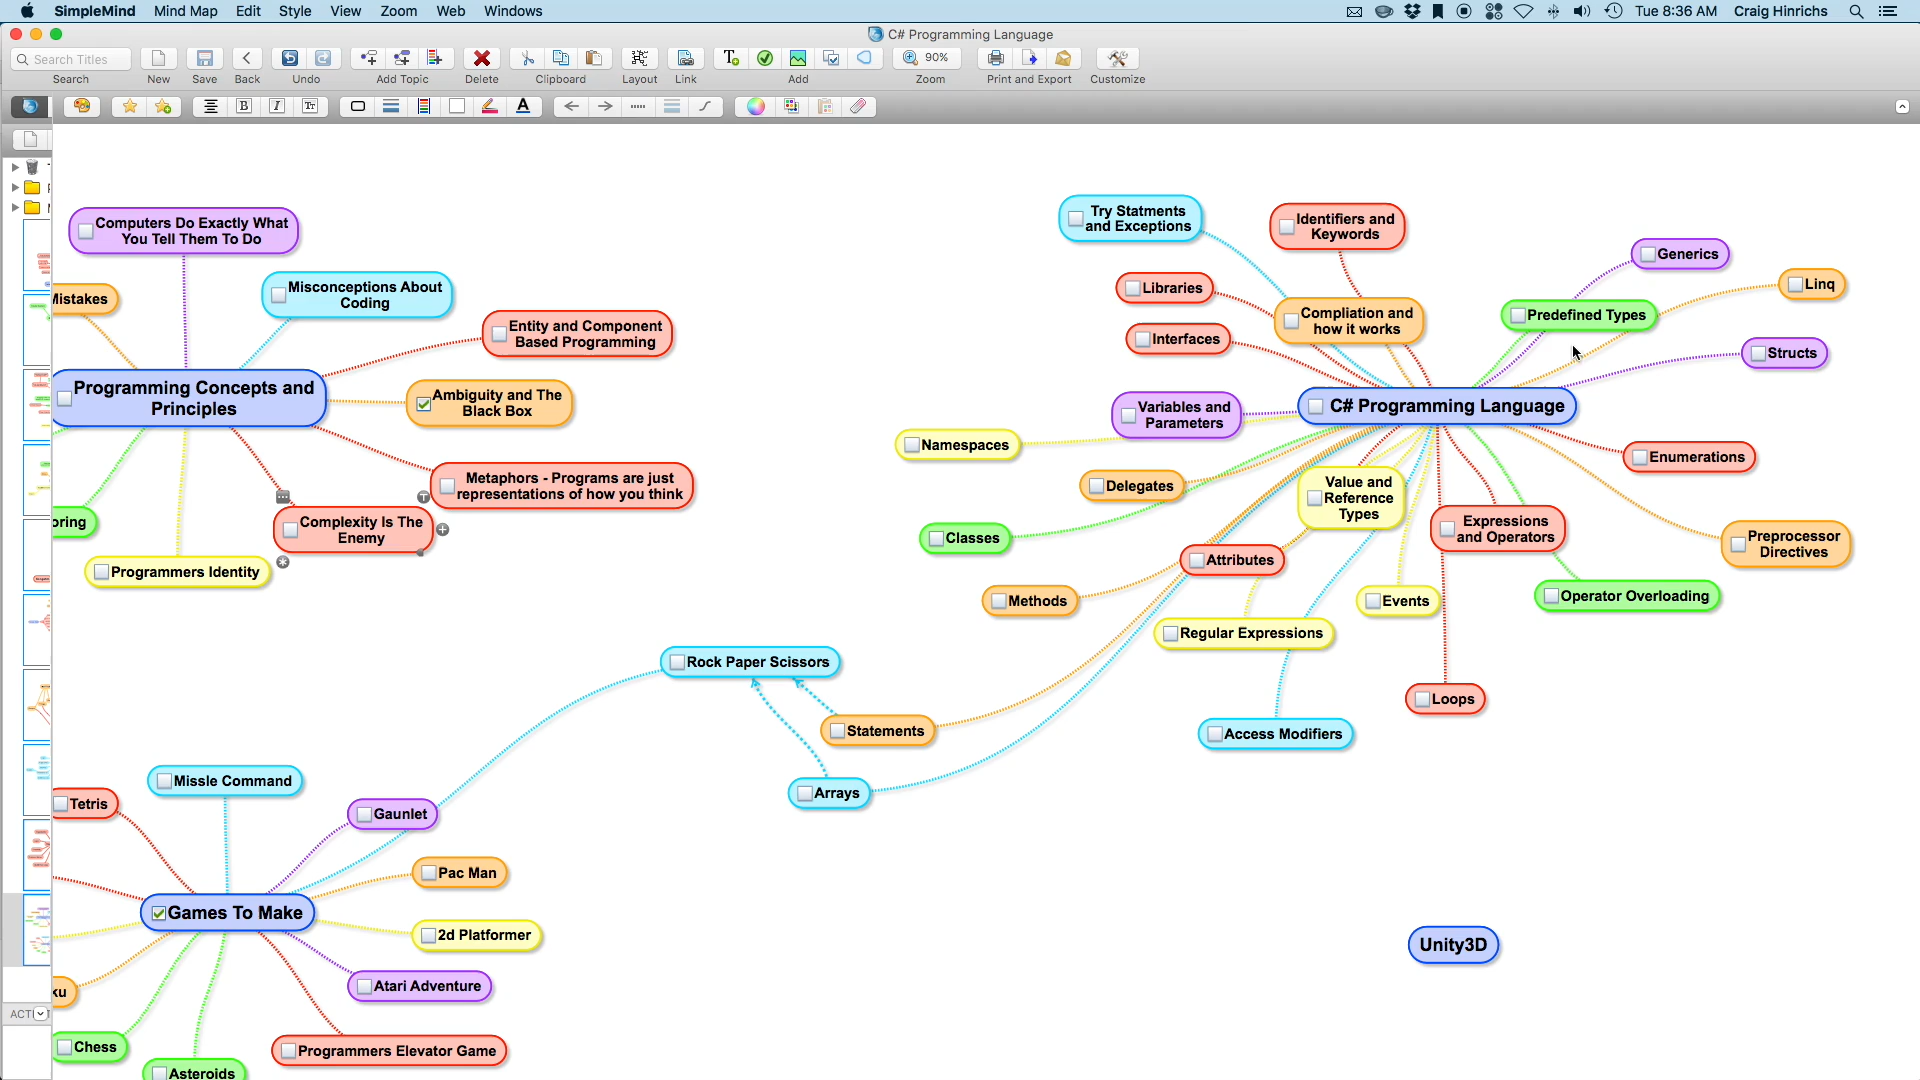 SimpleMind Mind Map Edit Style View Zoom Web Windows
Tue 8:36 AM Craig Hinrichs
C# Programming Language
Search Titles
90%
Search New Save Back Undo Add Topic Delete Clipboard Layout Link Add Zoom Print and Export Customize
Computers Do Exactly What
You Tell Them To Do
Misconceptions About
Coding
Mistakes
Entity and Component
Based Programming
Programming Concepts and
Principles
Ambiguity and The
Black Box
Metaphors - Programs are just
representations of how you think
Complexity Is The
Enemy
oring
Programmers Identity
Try Statments
and Exceptions
Identifiers and
Keywords
Generics
Linq
Libraries
Compliation and
how it works
Predefined Types
Interfaces
Structs
C# Programming Language
Variables and
Parameters
Namespaces
Enumerations
Delegates
Value and
Reference
Types
Expressions
and Operators
Classes
Preprocessor
Directives
Attributes
Methods
Events
Operator Overloading
Regular Expressions
Rock Paper Scissors
Loops
Statements
Access Modifiers
Arrays
Missle Command
Tetris
Gaunlet
Pac Man
Games To Make
2d Platformer
Unity3D
Atari Adventure
ku
ACTI
Chess
Programmers Elevator Game
Asteroids